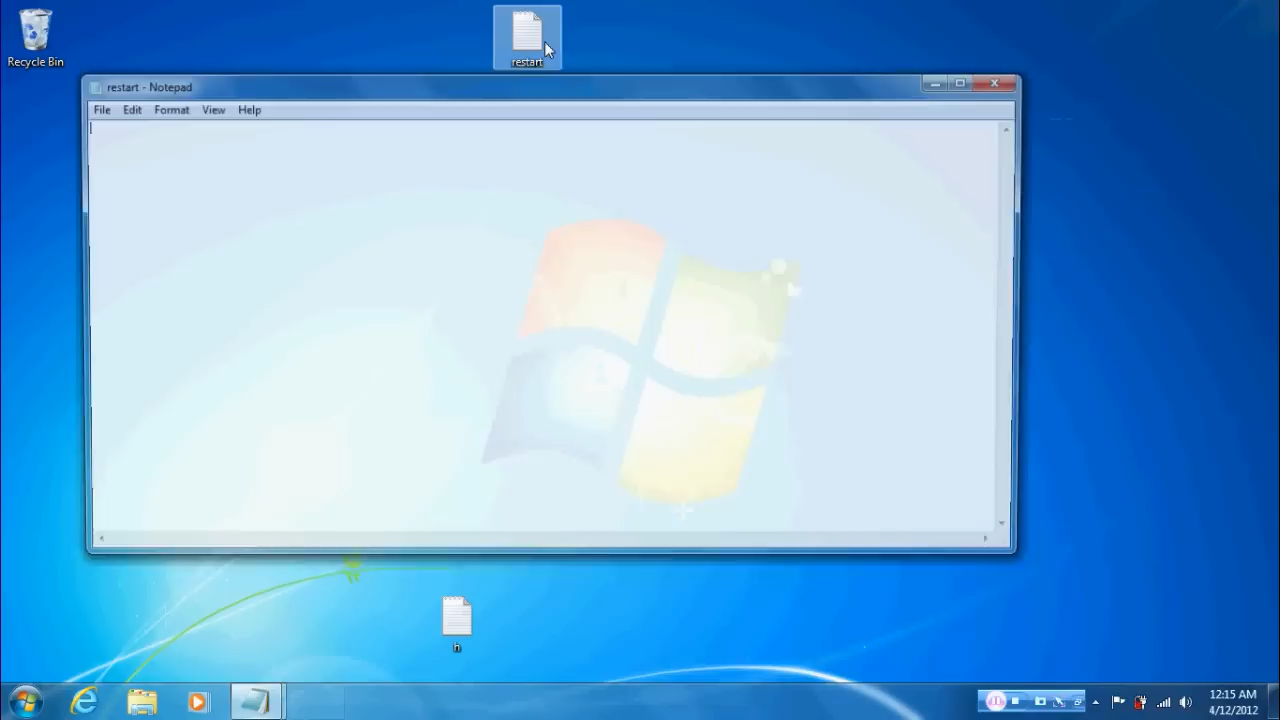 Recycle Bin
restart
restart - Notepad
File Edit Format View Help
h
12:15 AM
4/12/2012